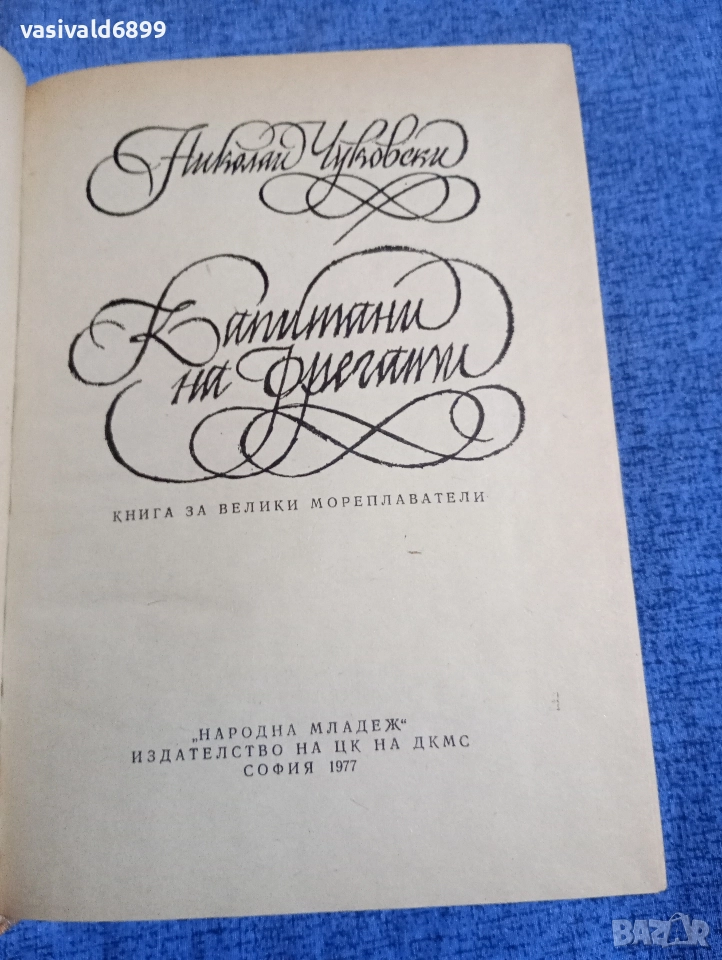 vasivald6899
Николай Чуковски
Капитани
на фрегати
КНИГА ЗА ВЕЛИКИ МОРЕПЛАВАТЕЛИ
„НАРОДНА МЛАДЕЖ“
ИЗДАТЕЛСТВО НА ЦК НА ДКМС
СОФИЯ 1977
BAZAR